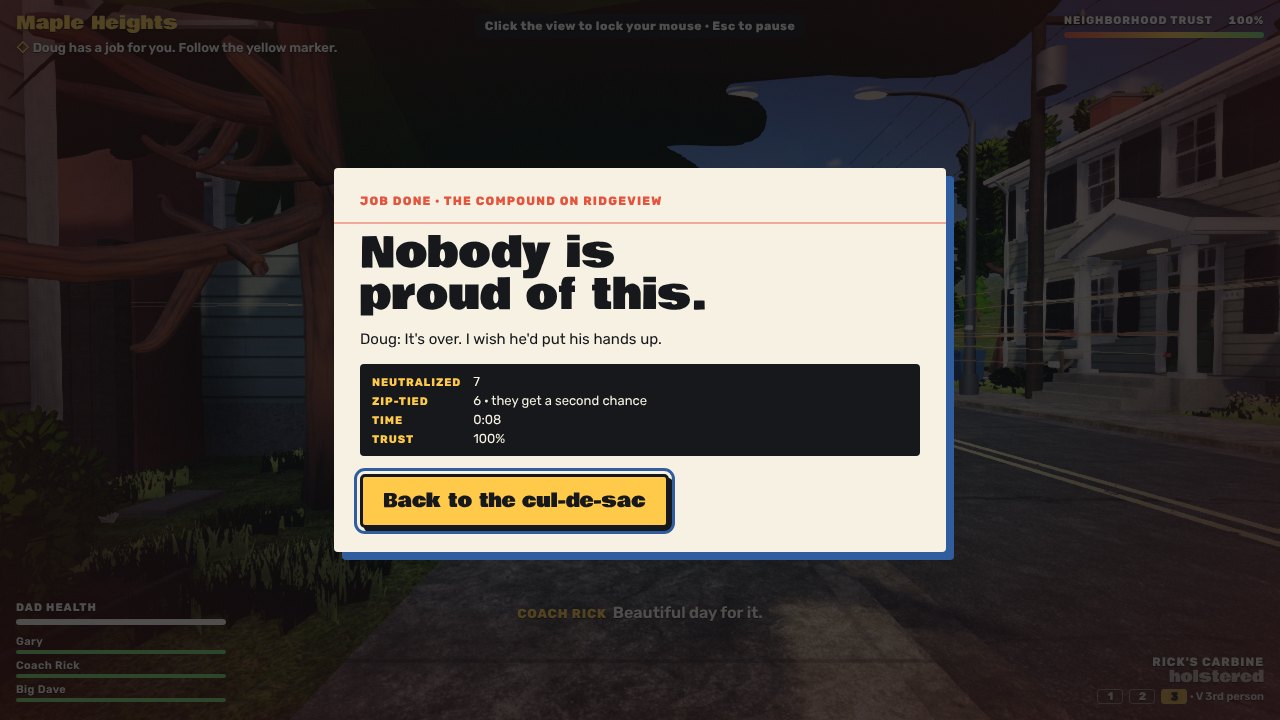 Maple Heights
Doug has a job for you. Follow the yellow marker.
Click the view to lock your mouse • Esc to pause
NEIGHBORHOOD TRUST 100%
JOB DONE • THE COMPOUND ON RIDGEVIEW
Nobody is
proud of this.
Doug: It's over. I wish he'd put his hands up.
NEUTRALIZED 7
ZIP-TIED 6 • they get a second chance
TIME 0:08
TRUST 100%
Back to the cul-de-sac
COACH RICK Beautiful day for it.
DAD HEALTH
Gary
Coach Rick
Big Dave
RICK'S CARBINE
holstered
1 2 3 • V 3rd person